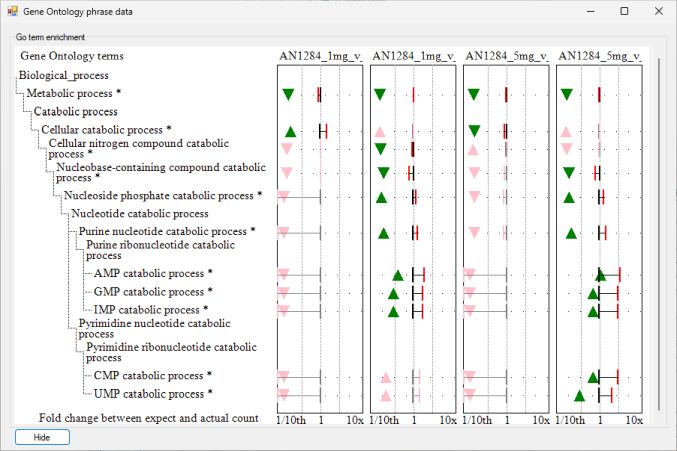 Gene Ontology phrase data
Go term enrichment
Gene Ontology terms
AN1284_1mg_v_ AN1284_1mg_v_ AN1284_5mg_v_ AN1284_5mg_v_
Biological_process
Metabolic process *
Catabolic process
Cellular catabolic process *
Cellular nitrogen compound catabolic
process *
Nucleobase-containing compound catabolic
process *
Nucleoside phosphate catabolic process *
Nucleotide catabolic process
Purine nucleotide catabolic process *
Purine ribonucleotide catabolic
process
AMP catabolic process *
GMP catabolic process *
IMP catabolic process *
Pyrimidine nucleotide catabolic
process
Pyrimidine ribonucleotide catabolic
process
CMP catabolic process *
UMP catabolic process *
Fold change between expect and actual count
1/10th 1 10x 1/10th 1 10x 1/10th 1 10x 1/10th 1 10x
Hide